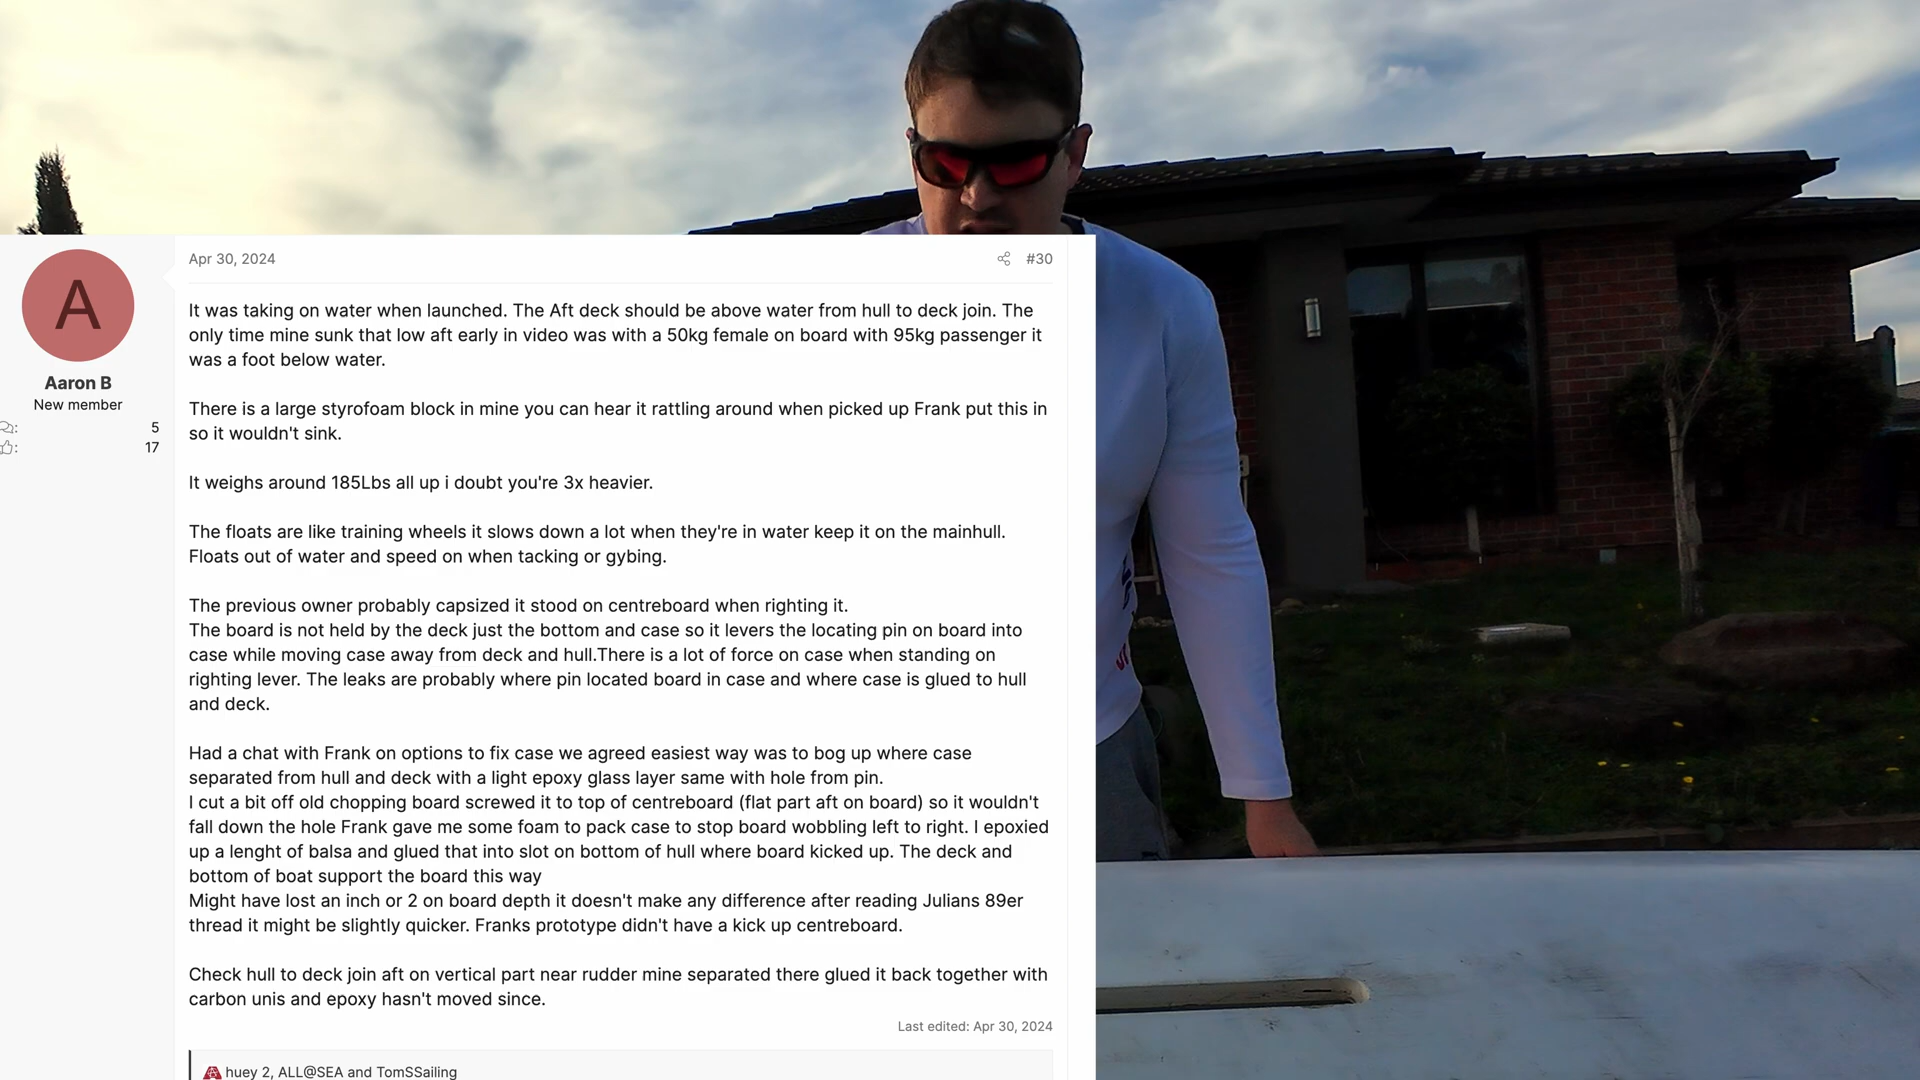 Apr 30, 2024
#30
A
Aaron B
New member
5
17
It was taking on water when launched. The Aft deck should be above water from hull to deck join. The
only time mine sunk that low aft early in video was with a 50kg female on board with 95kg passenger it
was a foot below water.
There is a large styrofoam block in mine you can hear it rattling around when picked up Frank put this in
so it wouldn't sink.
It weighs around 185Lbs all up i doubt you're 3x heavier.
The floats are like training wheels it slows down a lot when they're in water keep it on the mainhull.
Floats out of water and speed on when tacking or gybing.
The previous owner probably capsized it stood on centreboard when righting it.
The board is not held by the deck just the bottom and case so it levers the locating pin on board into
case while moving case away from deck and hull.There is a lot of force on case when standing on
righting lever. The leaks are probably where pin located board in case and where case is glued to hull
and deck.
Had a chat with Frank on options to fix case we agreed easiest way was to bog up where case
separated from hull and deck with a light epoxy glass layer same with hole from pin.
I cut a bit off old chopping board screwed it to top of centreboard (flat part aft on board) so it wouldn't
fall down the hole Frank gave me some foam to pack case to stop board wobbling left to right. I epoxied
up a lenght of balsa and glued that into slot on bottom of hull where board kicked up. The deck and
bottom of boat support the board this way
Might have lost an inch or 2 on board depth it doesn't make any difference after reading Julians 89er
thread it might be slightly quicker. Franks prototype didn't have a kick up centreboard.
Check hull to deck join aft on vertical part near rudder mine separated there glued it back together with
carbon unis and epoxy hasn't moved since.
Last edited: Apr 30, 2024
huey 2, ALL@SEA and TomSSailing